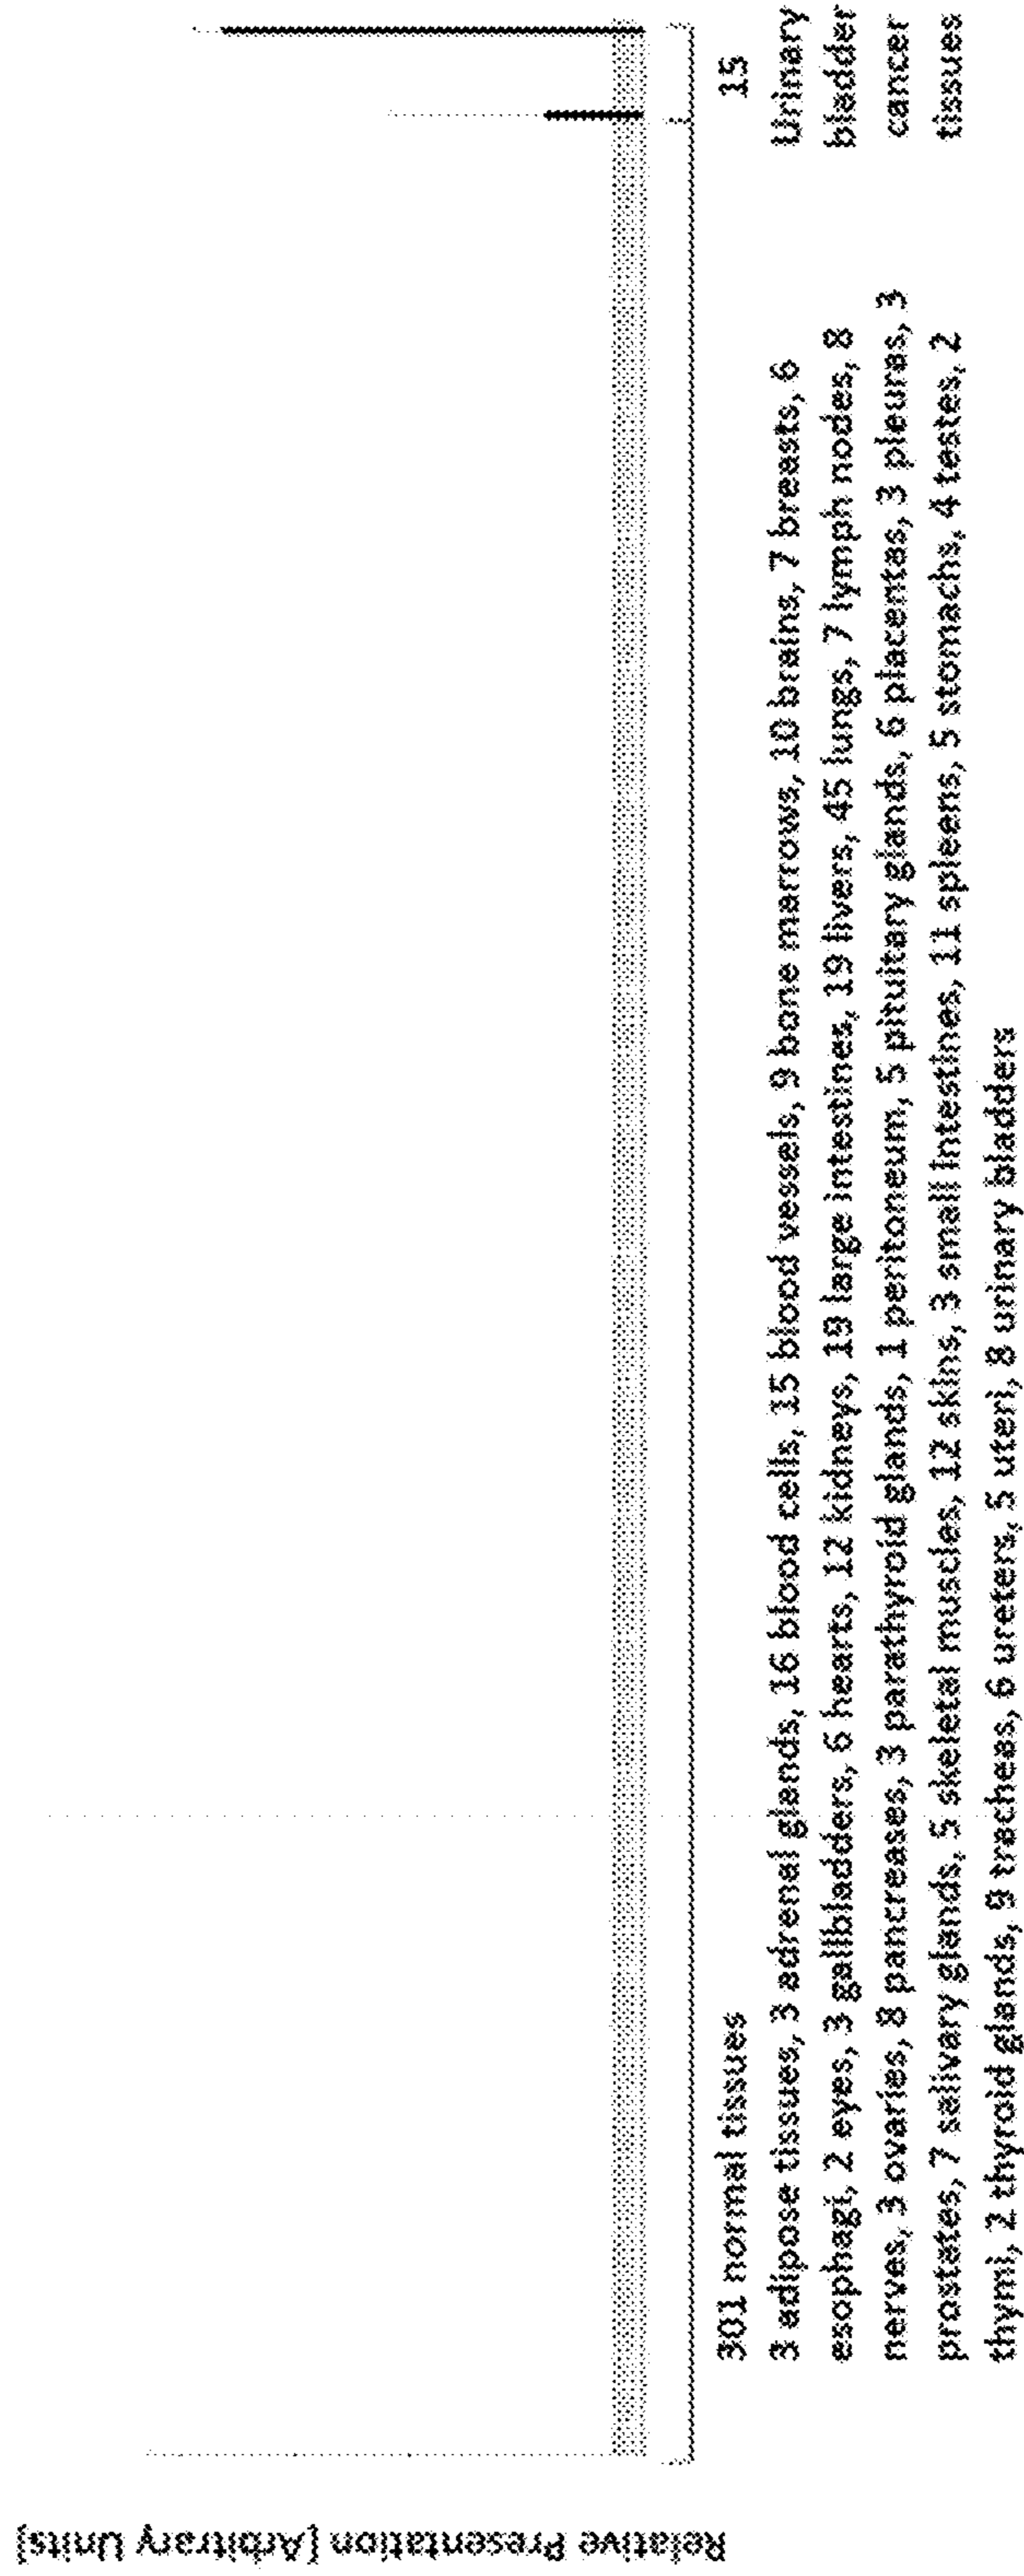 Relative Presentation [Arbitrary Units]
301 normal tissues
3 adipose tissues, 3 adrenal glands, 16 blood cells, 15 blood vessels, 9 bone marrows, 10 brains, 7 breasts, 6
esophagi, 2 eyes, 3 gallbladders, 6 hearts, 12 kidneys, 19 large intestines, 19 livers, 45 lungs, 7 lymph nodes, 8
nerves, 3 ovaries, 8 pancreases, 3 parathyroid glands, 1 peritoneum, 5 pituitary glands, 6 placentas, 3 pleuras, 3
prostates, 7 salivary glands, 5 skeletal muscles, 12 skins, 3 small intestines, 11 spleens, 5 stomachs, 4 testes, 2
thymi, 2 thyroid glands, 9 tracheas, 6 ureters, 5 uteri, 8 urinary bladders
15
Urinary
bladder
cancer
tissues